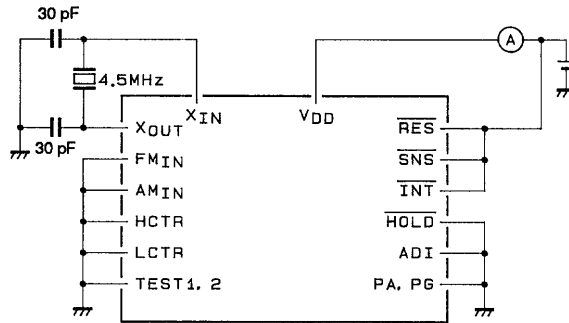 30 pF
A
4.5MHz
XIN
VDD
XOUT
RES
30 pF
SNS
FMIN
INT
AMIN
HOLD
HCTR
ADI
LCTR
PA, PG
TEST1, 2